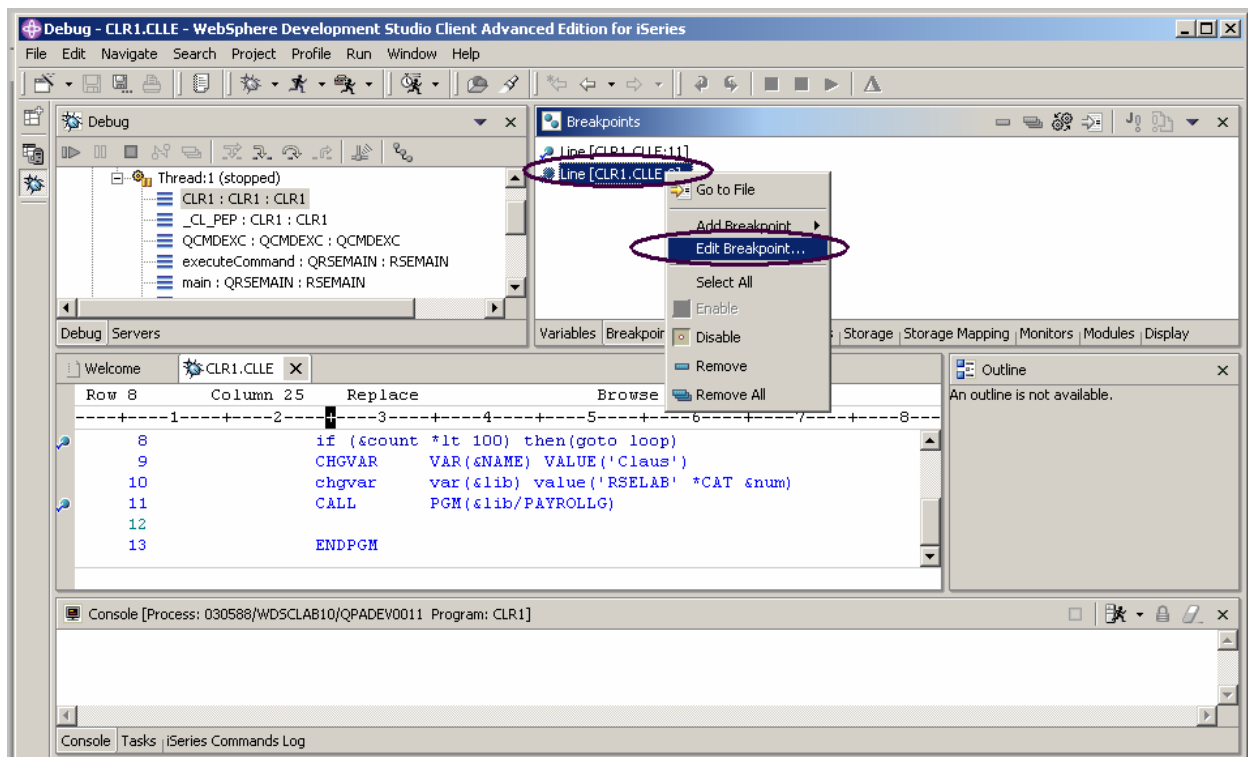 Debug - CLR1.CLLE - WebSphere Development Studio Client Advanced Edition for iSeries
File Edit Navigate Search Project Profile Run Window Help
Debug
Thread:1 (stopped)
CLR1 : CLR1 : CLR1
_CL_PEP : CLR1 : CLR1
QCMDEXC : QCMDEXC : QCMDEXC
executeCommand : QRSEMAIN : RSEMAIN
main : QRSEMAIN : RSEMAIN
Debug Servers
Breakpoints
Line [CLR1.CLLE:11]
Line [CLR1.CLLE
Go to File
Add Breakpoint
Edit Breakpoint...
Select All
Enable
Disable
Remove
Remove All
Variables Breakpoin Storage Storage Mapping Monitors Modules Display
Welcome CLR1.CLLE
Row 8 Column 25 Replace Browse
----+----1----+----2----+----3----+----4----+----5----+----6----+----7----+----8---
8 if (&count *lt 100) then(goto loop)
9 CHGVAR VAR(&NAME) VALUE('Claus')
10 chgvar var(&lib) value('RSELAB' *CAT &num)
11 CALL PGM(&lib/PAYROLLG)
12
13 ENDPGM
Outline
An outline is not available.
Console [Process: 030588/WDSCLAB10/QPADEV0011 Program: CLR1]
Console Tasks iSeries Commands Log